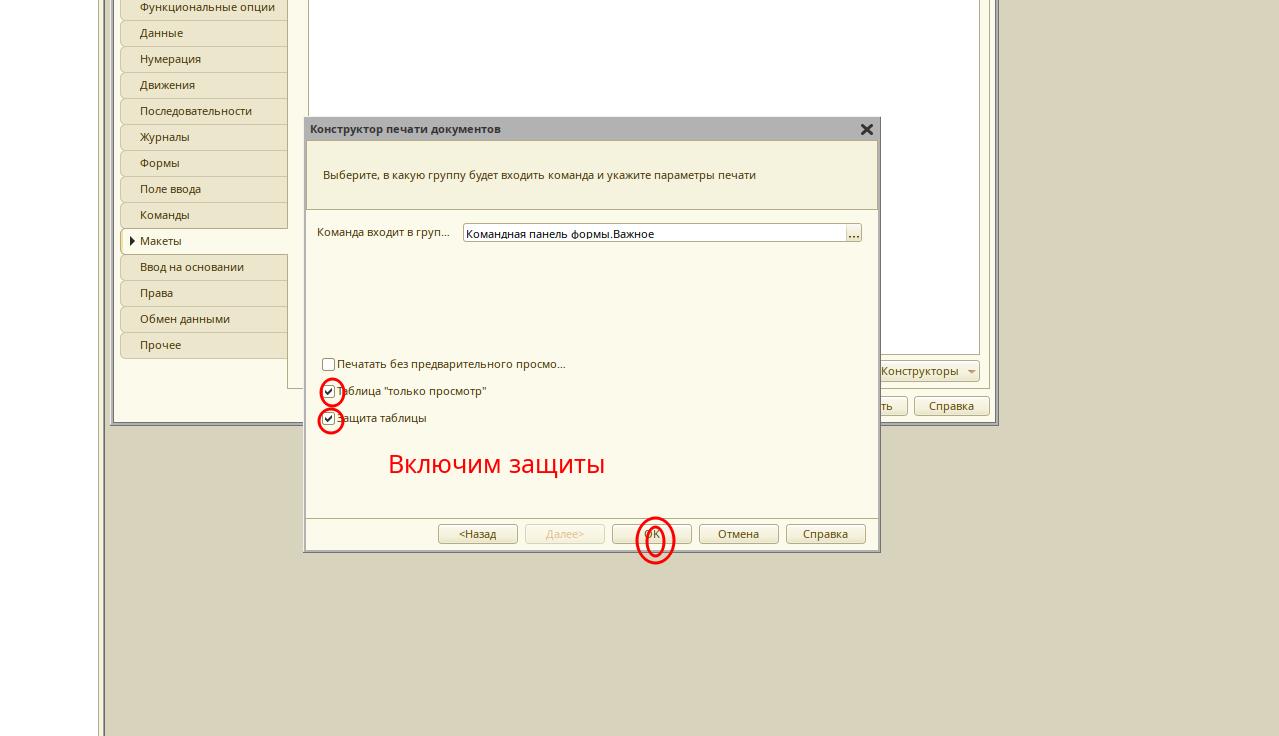 Функциональные опции
Данные
Нумерация
Движения
Последовательности
Журналы
Формы
Поле ввода
Команды
Макеты
Ввод на основании
Права
Обмен данными
Прочее
Конструктор печати документов
Выберите, в какую группу будет входить команда и укажите параметры печати
Команда входит в груп... Командная панель формы.Важное ...
Печатать без предварительного просмо...
Таблица "только просмотр"
Защита таблицы
Включим защиты
<Назад Далее> OK Отмена Справка
Конструкторы
ть Справка